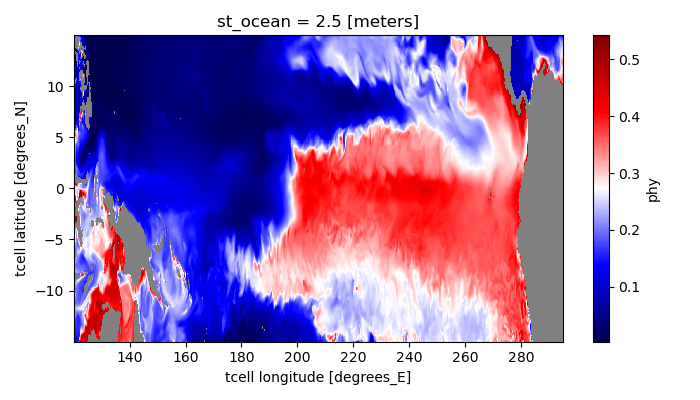 st_ocean = 2.5 [meters]
10
5
0
−5
−10
tcell latitude [degrees_N]
140 160 180 200 220 240 260 280
tcell longitude [degrees_E]
0.5
0.4
0.3
0.2
0.1
phy